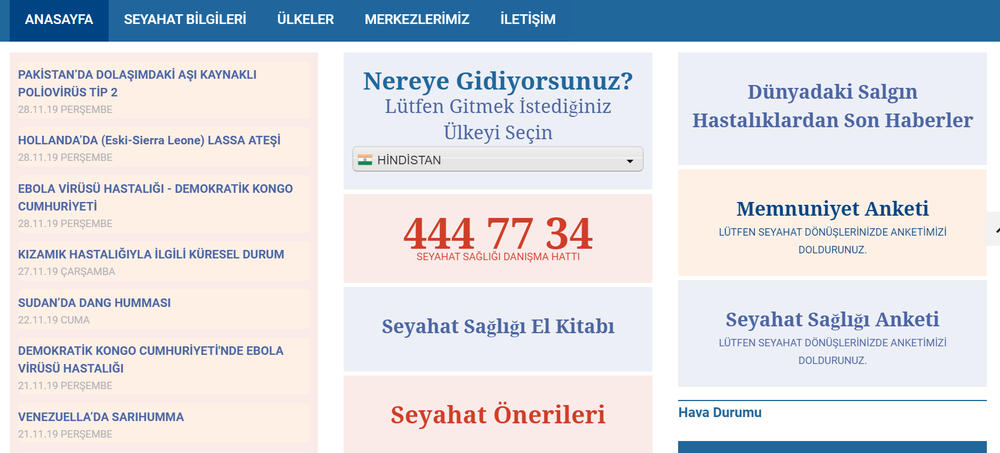 ANASAYFA SEYAHAT BİLGİLERİ ÜLKELER MERKEZLERİMİZ İLETİŞİM
PAKİSTAN’DA DOLAŞIMDAKİ AŞI KAYNAKLI
POLİOVİRÜS TİP 2
28.11.19 PERŞEMBE
HOLLANDA’DA (Eski-Sierra Leone) LASSA ATEŞİ
28.11.19 PERŞEMBE
EBOLA VİRÜSÜ HASTALIĞI - DEMOKRATİK KONGO
CUMHURİYETİ
28.11.19 PERŞEMBE
KIZAMIK HASTALIĞIYLA İLGİLİ KÜRESEL DURUM
27.11.19 ÇARŞAMBA
SUDAN’DA DANG HUMMASI
22.11.19 CUMA
DEMOKRATİK KONGO CUMHURİYETİ'NDE EBOLA
VİRÜSÜ HASTALIĞI
21.11.19 PERŞEMBE
VENEZUELLA’DA SARIHUMMA
21.11.19 PERŞEMBE
Nereye Gidiyorsunuz?
Lütfen Gitmek İstediğiniz
Ülkeyi Seçin
HİNDİSTAN
444 77 34
SEYAHAT SAĞLIĞI DANIŞMA HATTI
Seyahat Sağlığı El Kitabı
Seyahat Önerileri
Dünyadaki Salgın
Hastalıklardan Son Haberler
Memnuniyet Anketi
LÜTFEN SEYAHAT DÖNÜŞLERİNİZDE ANKETİMİZİ
DOLDURUNUZ.
Seyahat Sağlığı Anketi
LÜTFEN SEYAHAT DÖNÜŞLERİNİZDE ANKETİMİZİ
DOLDURUNUZ.
Hava Durumu